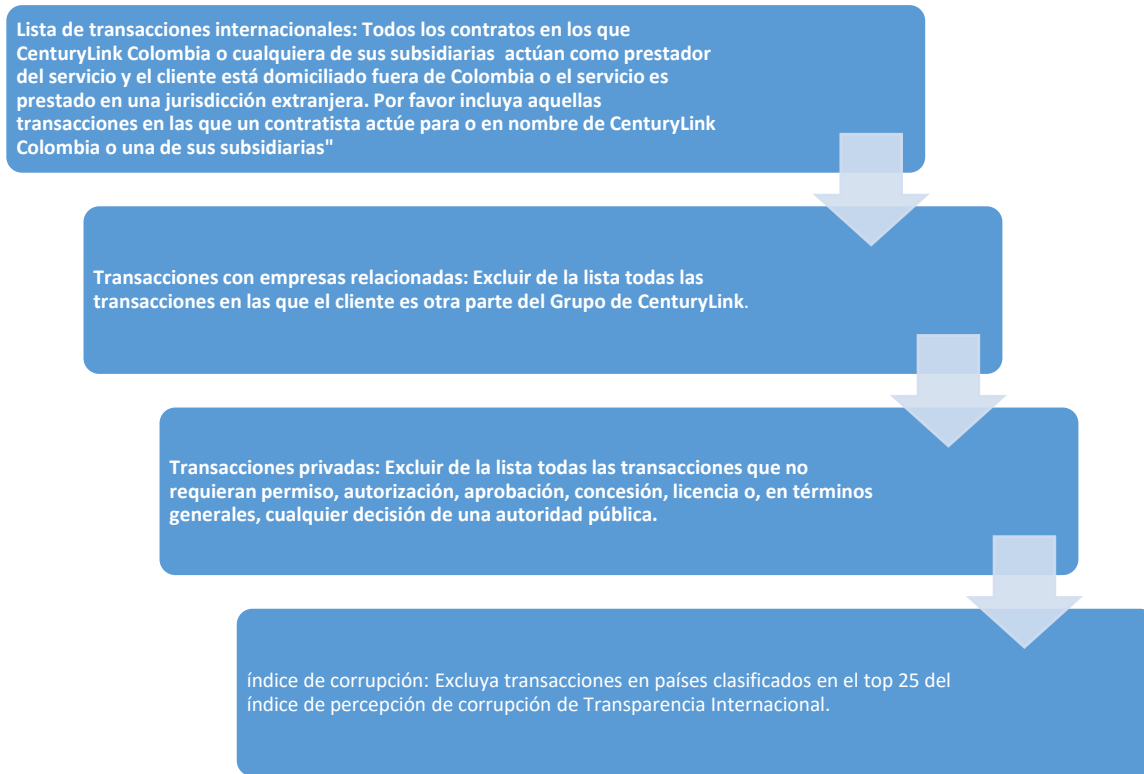 Lista de transacciones internacionales: Todos los contratos en los que
CenturyLink Colombia o cualquiera de sus subsidiarias  actúan como prestador
del servicio y el cliente está domiciliado fuera de Colombia o el servicio es
prestado en una jurisdicción extranjera. Por favor incluya aquellas
transacciones en las que un contratista actúe para o en nombre de CenturyLink
Colombia o una de sus subsidiarias"
Transacciones con empresas relacionadas: Excluir de la lista todas las
transacciones en las que el cliente es otra parte del Grupo de CenturyLink.
Transacciones privadas: Excluir de la lista todas las transacciones que no
requieran permiso, autorización, aprobación, concesión, licencia o, en términos
generales, cualquier decisión de una autoridad pública.
índice de corrupción: Excluya transacciones en países clasificados en el top 25 del
índice de percepción de corrupción de Transparencia Internacional.